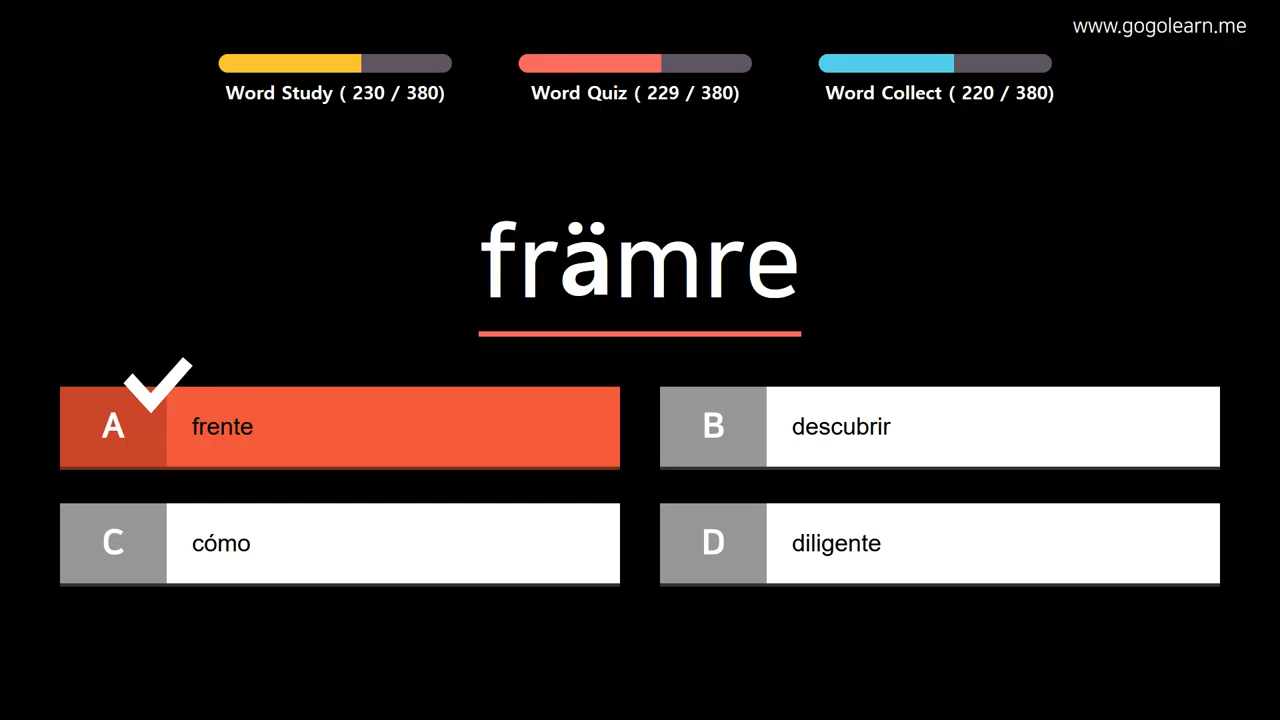 www.gogolearn.me
Word Study ( 230 / 380)
Word Quiz ( 229 / 380)
Word Collect ( 220 / 380)
främre
A frente
B descubrir
C cómo
D diligente